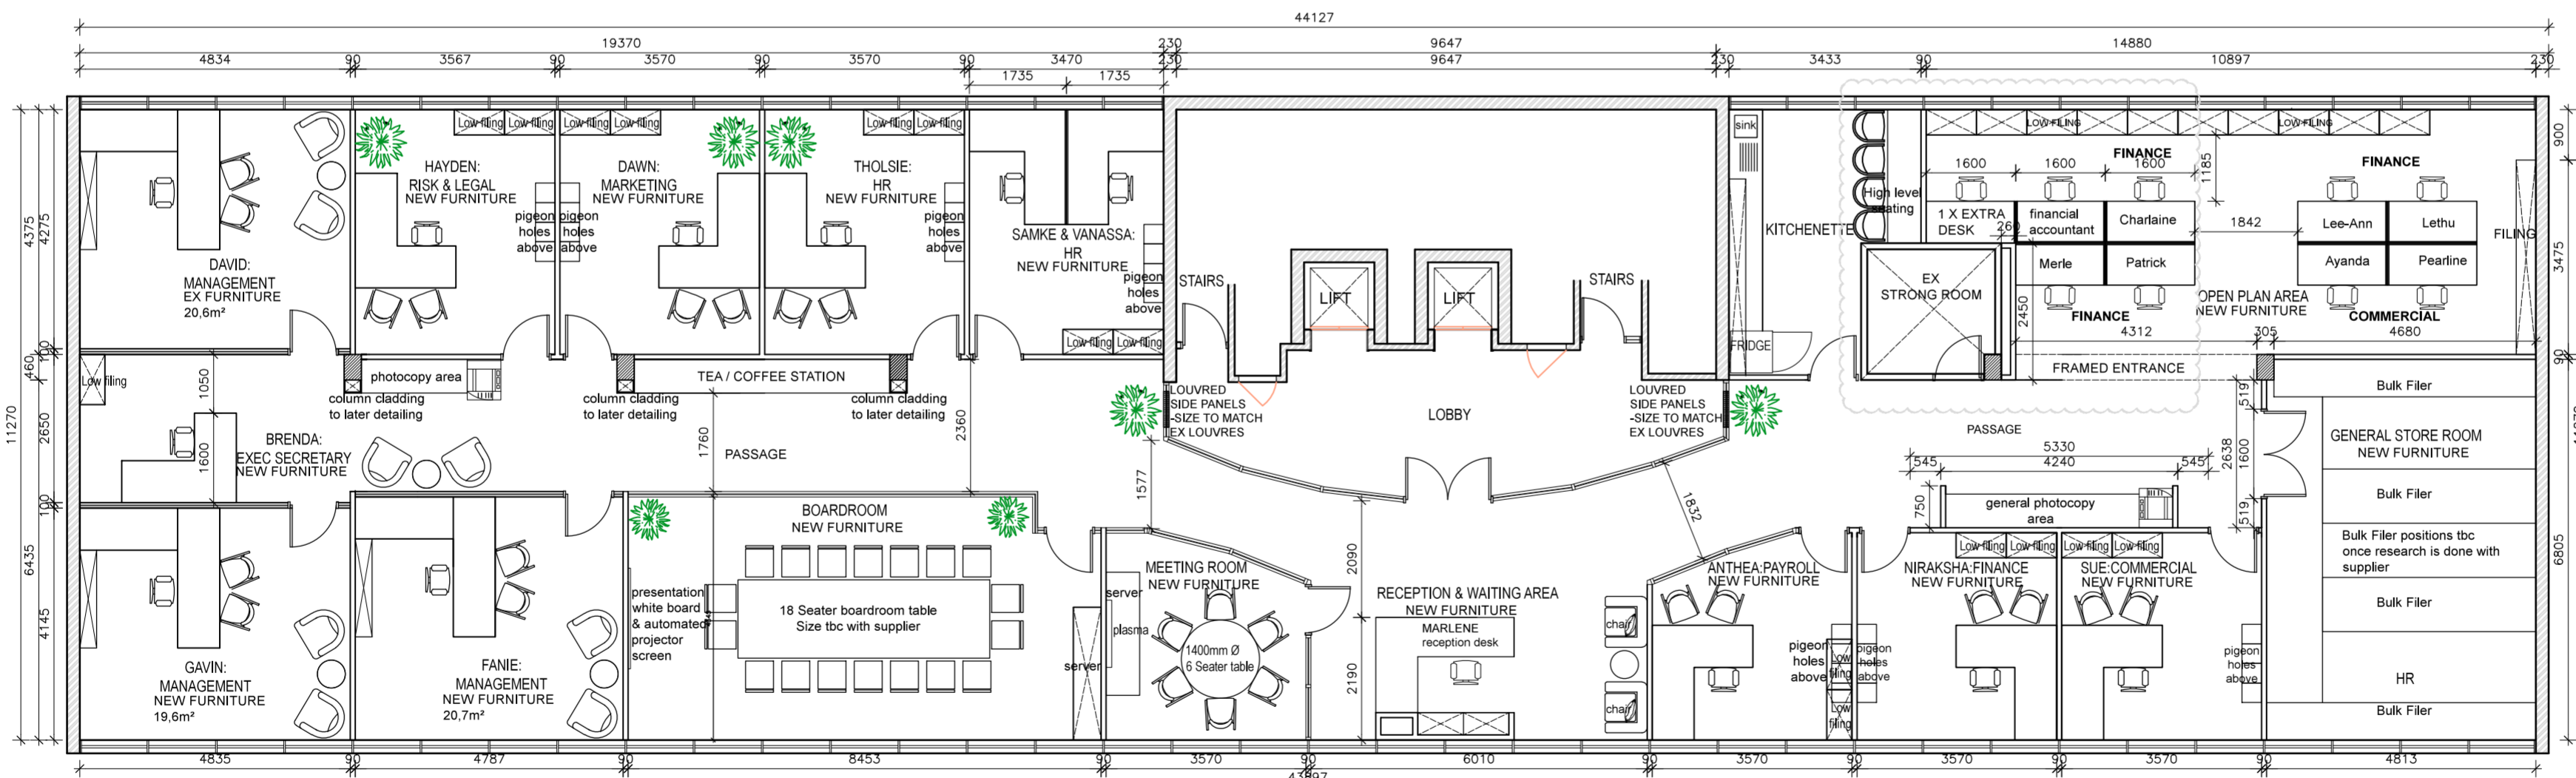 44127
19370
230
9647
14880
230
4834
90
3567
90
3570
90
3570
90
3470
230
9647
230
3433
90
10897
230
1735
1735
Low filing
Low filing
Low filing
Low filing
Low filing
Low filing
HAYDEN:
RISK & LEGAL
NEW FURNITURE
DAWN:
MARKETING
NEW FURNITURE
THOLSIE:
HR
NEW FURNITURE
pigeon
holes
above
pigeon
holes
above
pigeon
holes
above
SAMKE & VANASSA:
HR
NEW FURNITURE
pigeon
holes
above
Low filing
Low filing
DAVID:
MANAGEMENT
EX FURNITURE
20,6m²
STAIRS
LIFT
LIFT
STAIRS
sink
KITCHENETTE
FRIDGE
High level
seating
LOW FILING
LOW FILING
FINANCE
FINANCE
1600
1600
1600
1185
900
1 X EXTRA
DESK
260
financial
accountant
Charlaine
Merle
Patrick
1842
Lee-Ann
Lethu
Ayanda
Pearline
FILING
EX
STRONG ROOM
2450
FINANCE
4312
OPEN PLAN AREA
NEW FURNITURE
COMMERCIAL
305
4680
3475
90
FRAMED ENTRANCE
11270
4375
4275
460
100
2650
100
6435
4145
Low filing
1050
1600
photocopy area
column cladding
to later detailing
TEA / COFFEE STATION
column cladding
to later detailing
column cladding
to later detailing
BRENDA:
EXEC SECRETARY
NEW FURNITURE
1760
PASSAGE
2360
LOUVRED
SIDE PANELS
-SIZE TO MATCH
EX LOUVRES
LOBBY
LOUVRED
SIDE PANELS
-SIZE TO MATCH
EX LOUVRES
1577
1832
PASSAGE
5330
545
4240
545
2638
519
1600
519
750
general photocopy
area
Bulk Filer
GENERAL STORE ROOM
NEW FURNITURE
Bulk Filer
Bulk Filer positions tbc
once research is done with
supplier
Bulk Filer
HR
Bulk Filer
6805
GAVIN:
MANAGEMENT
NEW FURNITURE
19,6m²
FANIE:
MANAGEMENT
NEW FURNITURE
20,7m²
BOARDROOM
NEW FURNITURE
presentation
white board
& automated
projector
screen
18 Seater boardroom table
Size tbc with supplier
server
server
plasma
MEETING ROOM
NEW FURNITURE
1400mm Ø
6 Seater table
2090
2190
RECEPTION & WAITING AREA
NEW FURNITURE
MARLENE
reception desk
chair
chair
ANTHEA:PAYROLL
NEW FURNITURE
pigeon
holes
above
Low
filing
Low
filing
pigeon
holes
above
Low filing
Low filing
Low filing
Low filing
NIRAKSHA:FINANCE
NEW FURNITURE
SUE:COMMERCIAL
NEW FURNITURE
pigeon
holes
above
4835
90
4787
90
8453
90
3570
90
6010
90
3570
90
3570
90
3570
90
4813